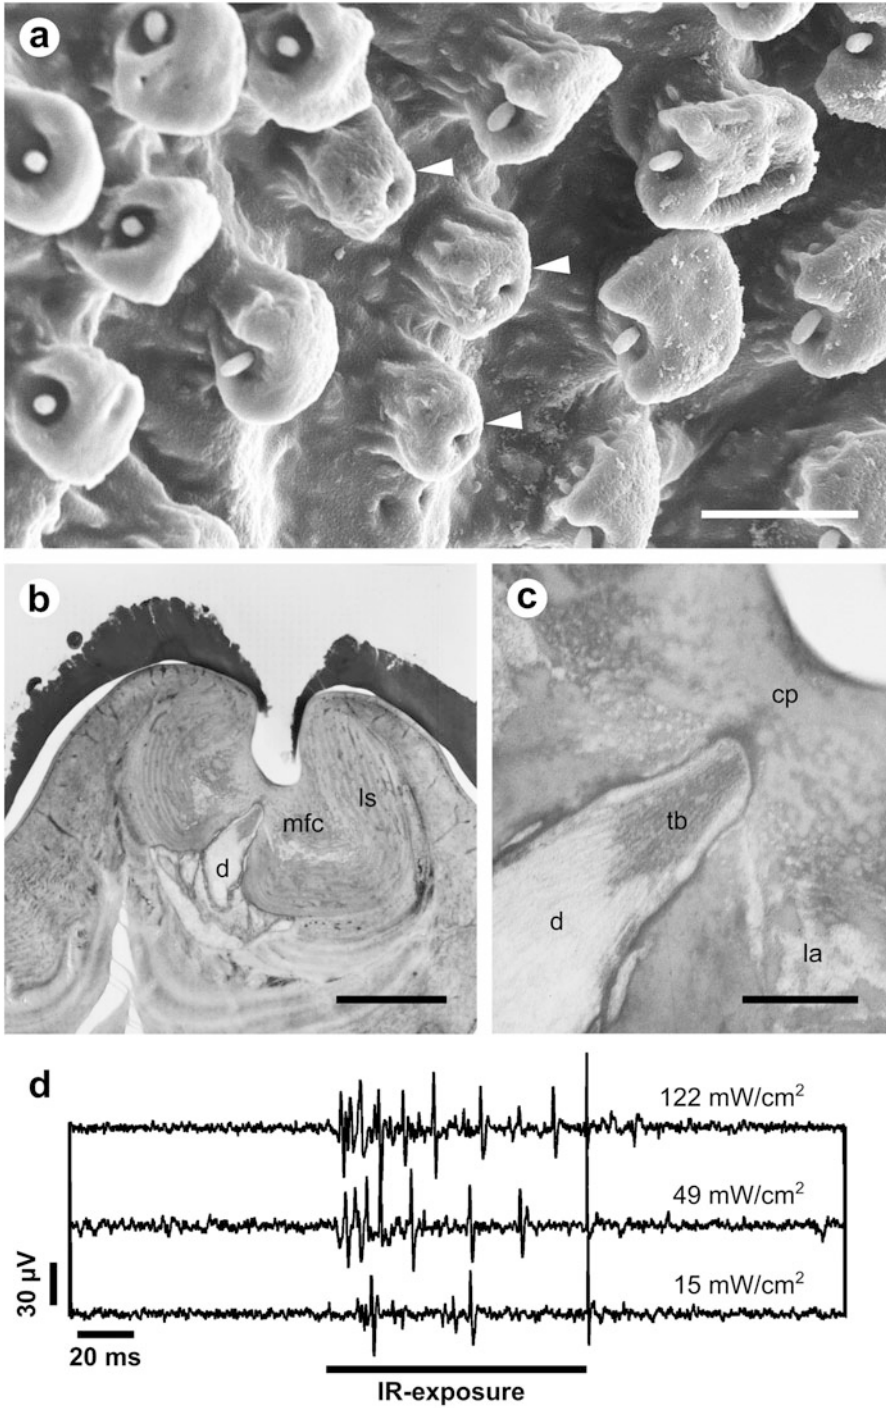 a
b
c
ls
mfc
d
cp
tb
d
la
d
122 mW/cm²
49 mW/cm²
15 mW/cm²
30 µV
20 ms
IR-exposure